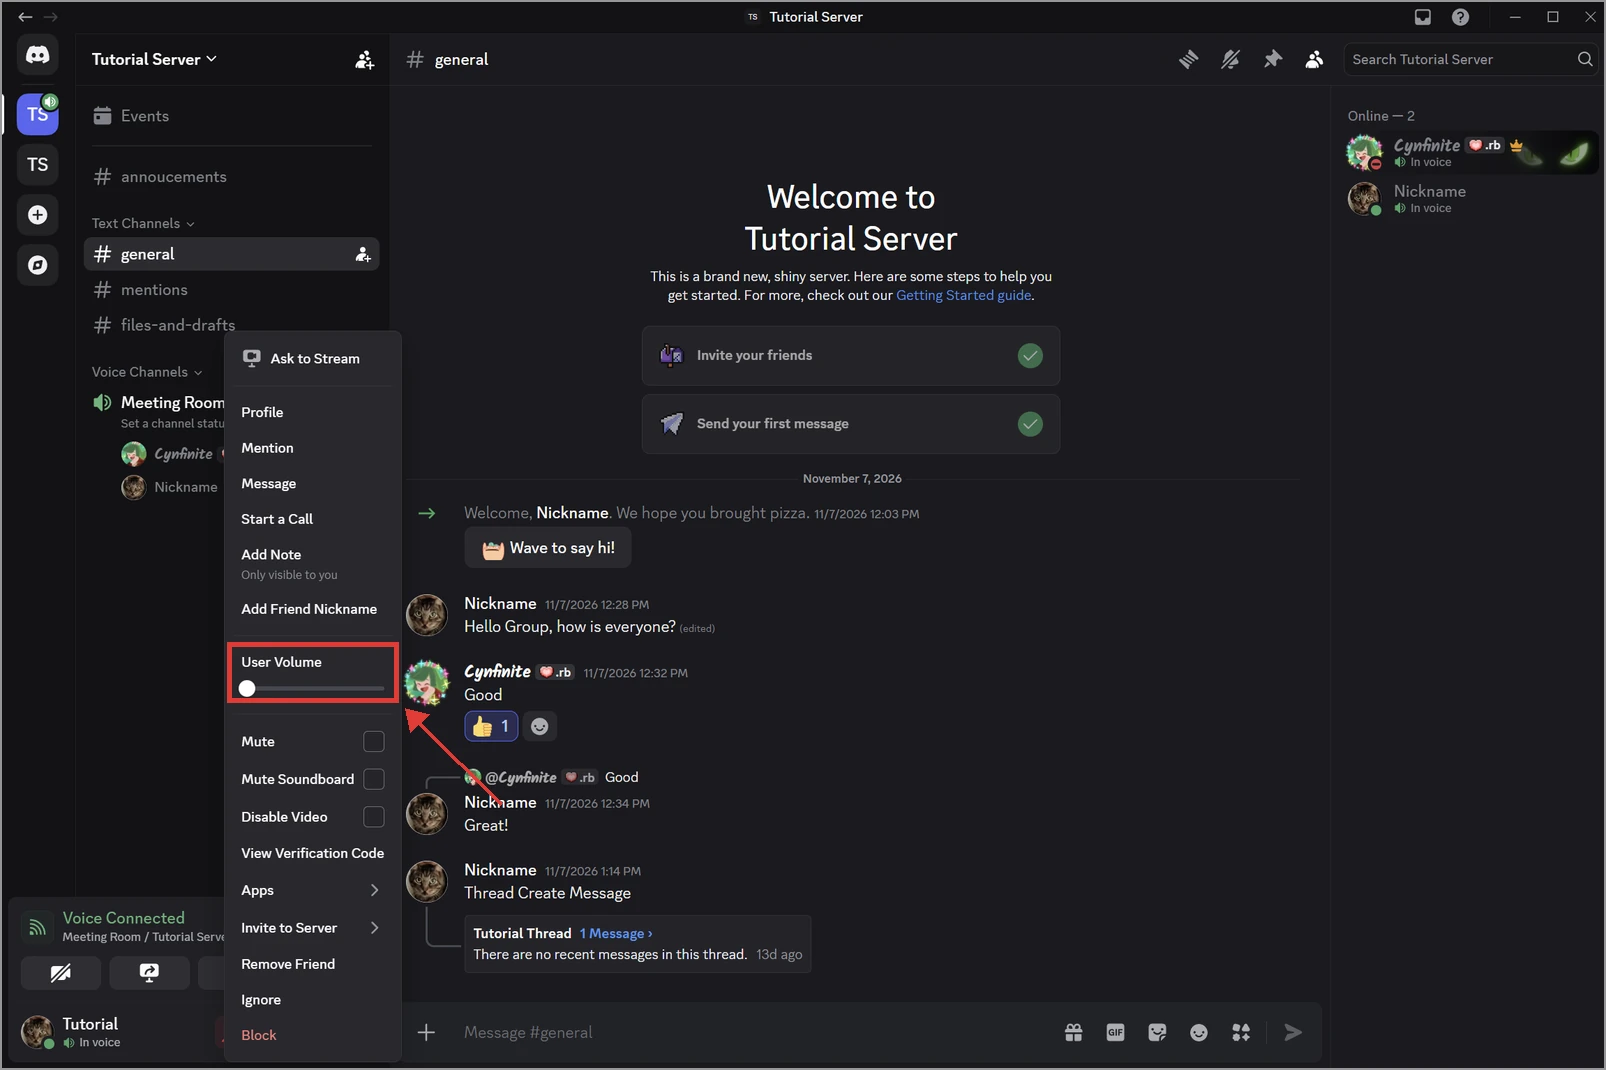 TS Tutorial Server
Tutorial Server
TS
TS
Events
annoucements
Text Channels
general
mentions
files-and-drafts
Voice Channels
Meeting Room
Set a channel statu
Cynfinite
Nickname
Voice Connected
Meeting Room / Tutorial Serve
Tutorial
In voice
Ask to Stream
Profile
Mention
Message
Start a Call
Add Note
Only visible to you
Add Friend Nickname
User Volume
Mute
Mute Soundboard
Disable Video
View Verification Code
Apps
Invite to Server
Remove Friend
Ignore
Block
# general
Search Tutorial Server
Welcome to
Tutorial Server
This is a brand new, shiny server. Here are some steps to help you
get started. For more, check out our Getting Started guide.
Invite your friends
Send your first message
November 7, 2026
Welcome, Nickname. We hope you brought pizza. 11/7/2026 12:03 PM
Wave to say hi!
Nickname 11/7/2026 12:28 PM
Hello Group, how is everyone? (edited)
Cynfinite .rb 11/7/2026 12:32 PM
Good
1
@Cynfinite .rb Good
Nickname 11/7/2026 12:34 PM
Great!
Nickname 11/7/2026 1:14 PM
Thread Create Message
Tutorial Thread 1 Message ›
There are no recent messages in this thread. 13d ago
Message #general
GIF
Online — 2
Cynfinite .rb
In voice
Nickname
In voice